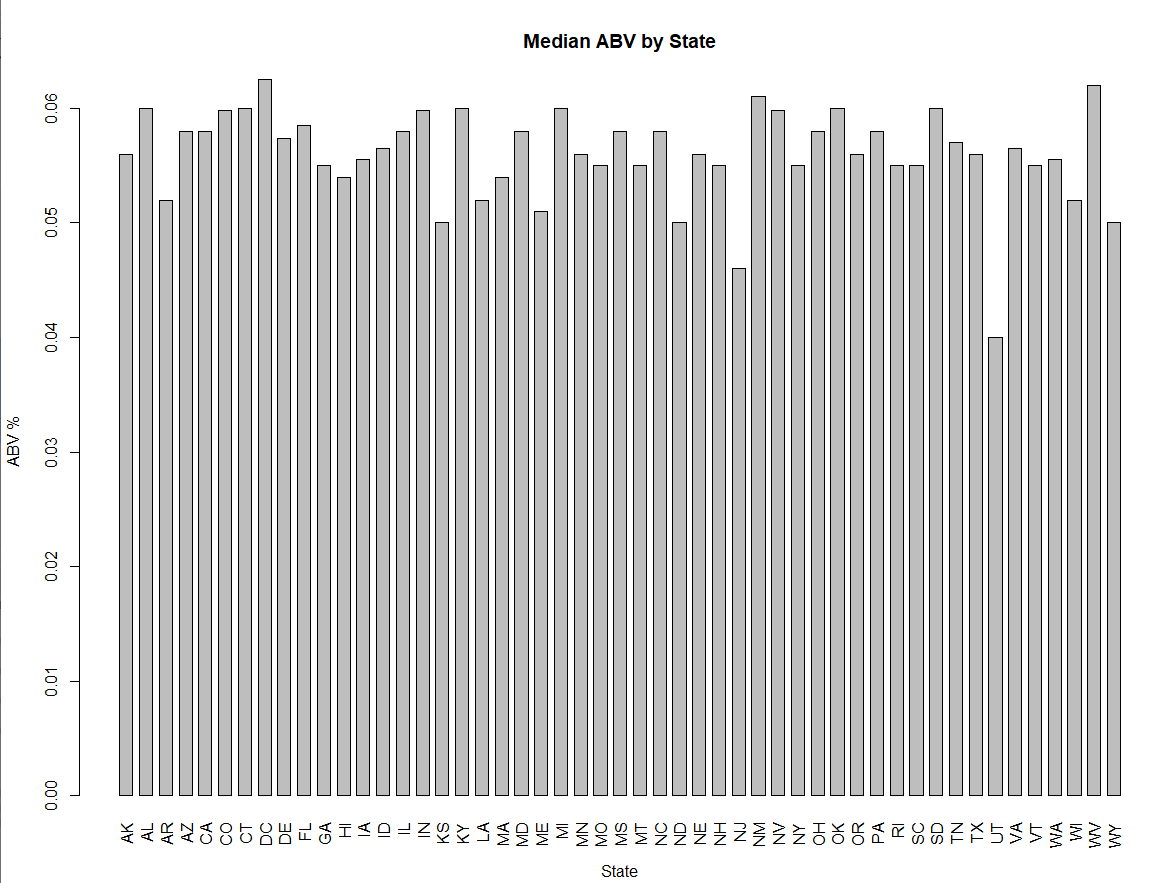 Median ABV by State
0.06
0.05
0.04
0.03
0.02
0.01
0.00
ABV %
AK AL AR AZ CA CO CT DC DE FL GA HI IA ID IL IN KS KY LA MA MD ME MI MN MO MS MT NC ND NE NH NJ NM NV NY OH OK OR PA RI SC SD TN TX UT VA VT WA WI WV WY
State